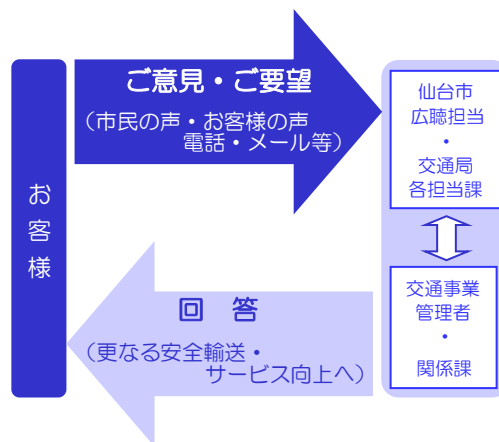 お客様
ご意見・ご要望
（市民の声・お客様の声
電話・メール等）
仙台市
広聴担当
・
交通局
各担当課
交通事業
管理者
・
関係課
回 答
（更なる安全輸送・
サービス向上へ）